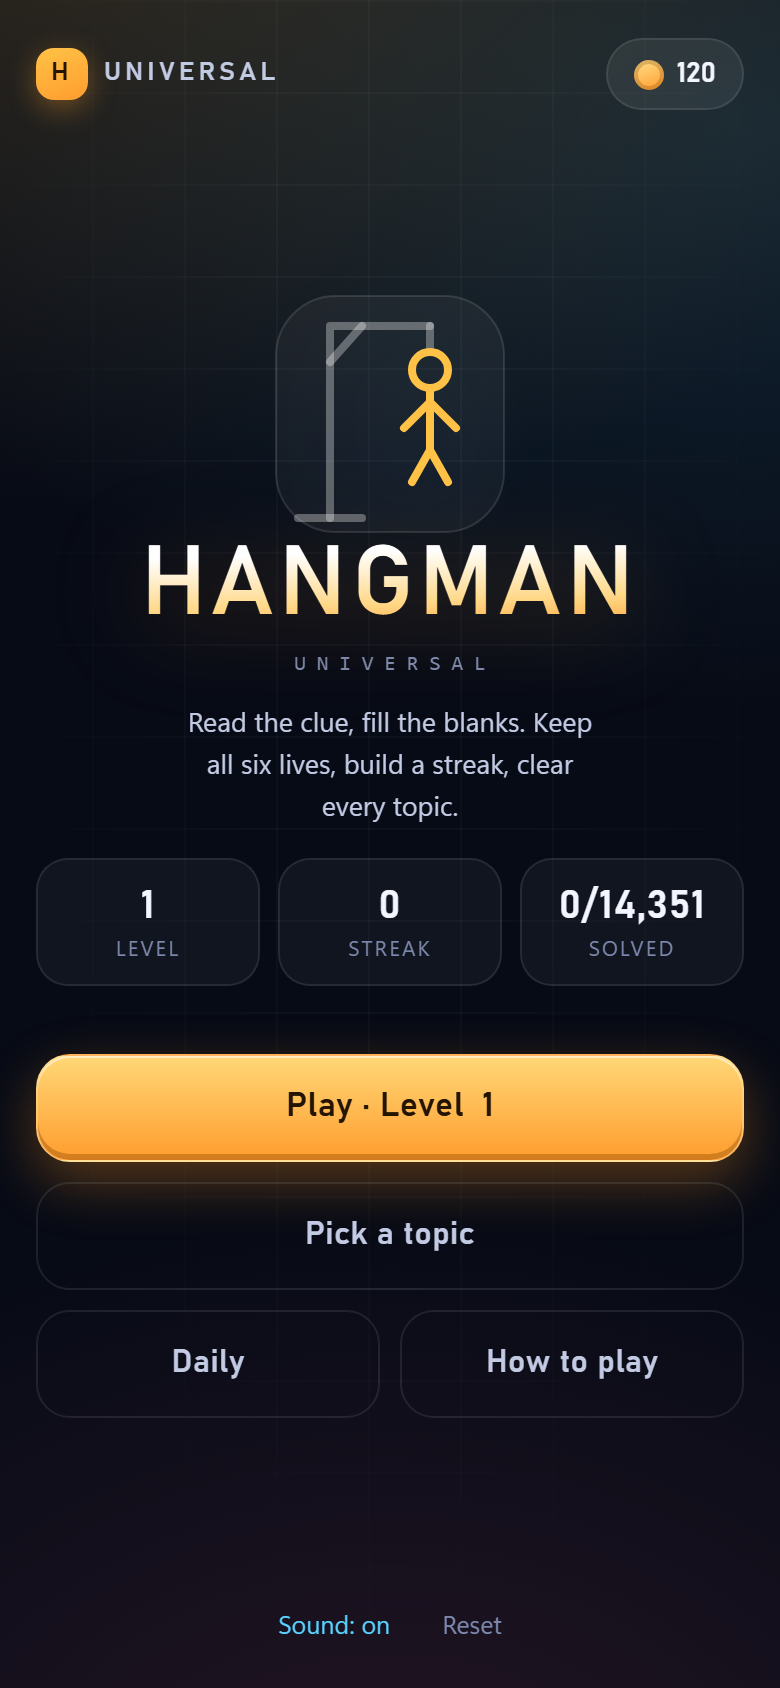 H UNIVERSAL
120
HANGMAN
UNIVERSAL
Read the clue, fill the blanks. Keep
all six lives, build a streak, clear
every topic.
1
LEVEL
0
STREAK
0/14,351
SOLVED
Play · Level 1
Pick a topic
Daily
How to play
Sound: on
Reset